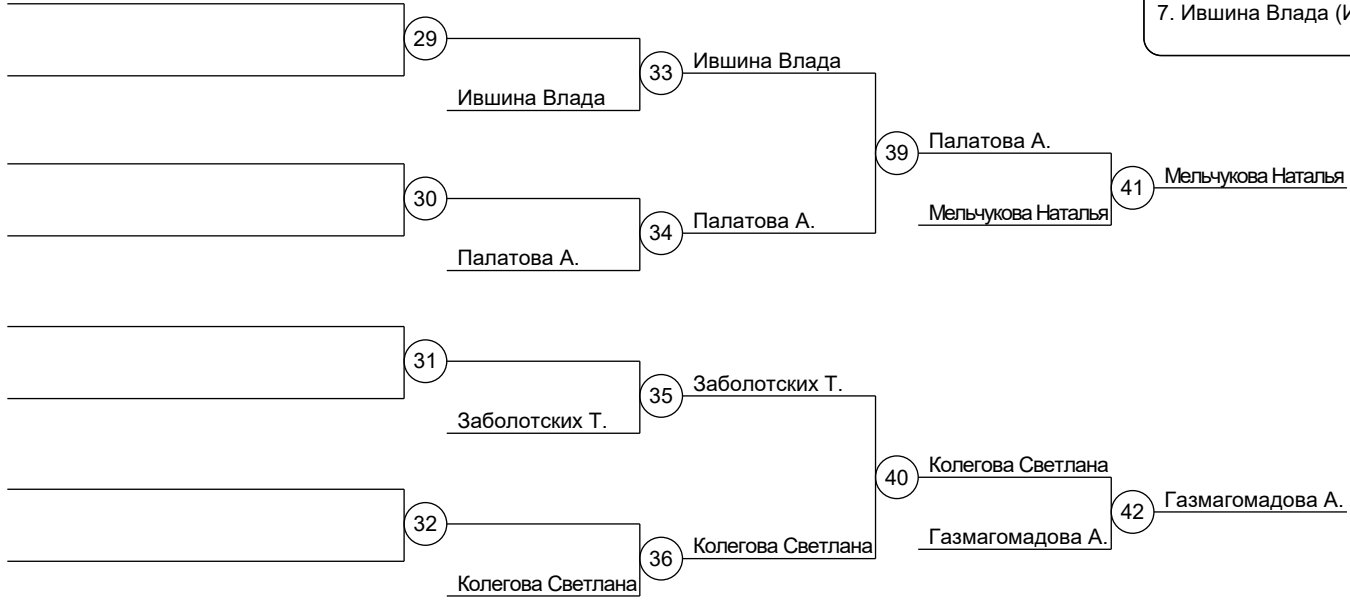 7. Ившина Влада (И
29
33 Ившина Влада
Ившина Влада
39 Палатова А.
41 Мельчукова Наталья
30
Мельчукова Наталья
34 Палатова А.
Палатова А.
31
35 Заболотских Т.
Заболотских Т.
40 Колегова Светлана
42 Газмагомадова А.
32
Газмагомадова А.
36 Колегова Светлана
Колегова Светлана